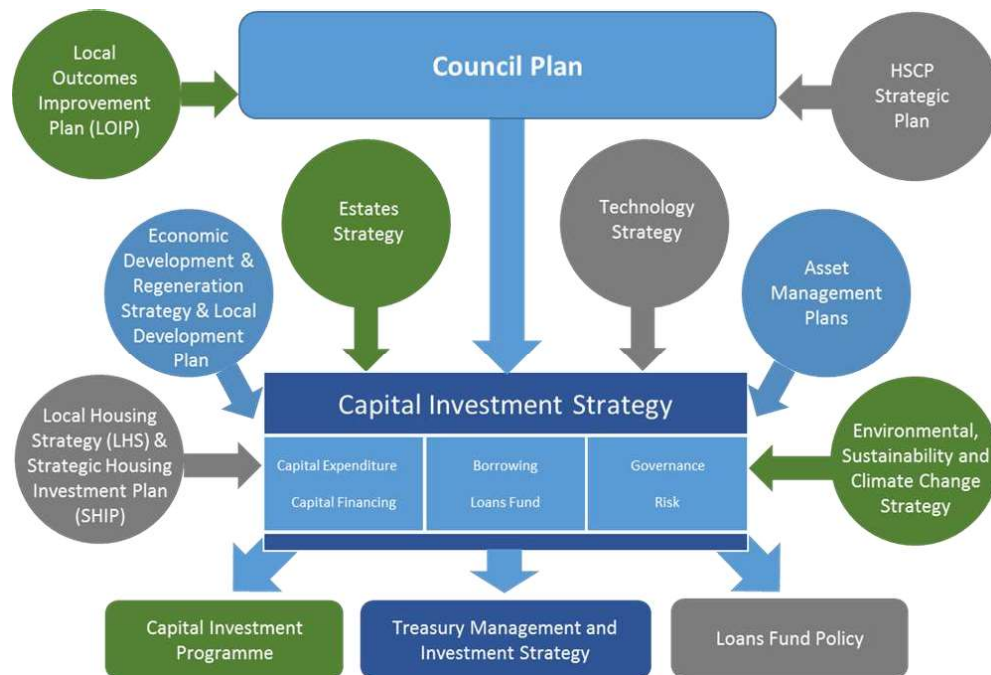 Local
Outcomes
Improvement
Plan (LOIP)
Council Plan
HSCP
Strategic
Plan
Estates
Strategy
Technology
Strategy
Economic
Development &
Regeneration
Strategy & Local
Development
Plan
Asset
Management
Plans
Capital Investment Strategy
Local Housing
Strategy (LHS) &
Strategic Housing
Investment Plan
(SHIP)
Capital Expenditure
Capital Financing
Borrowing
Loans Fund
Governance
Risk
Environmental,
Sustainability and
Climate Change
Strategy
Capital Investment
Programme
Treasury Management and
Investment Strategy
Loans Fund Policy